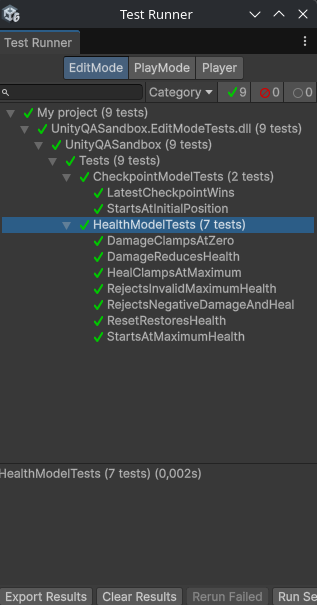 Test Runner
Test Runner
EditMode PlayMode Player
Category 9 0 0
My project (9 tests)
UnityQASandbox.EditModeTests.dll (9 tests)
UnityQASandbox (9 tests)
Tests (9 tests)
CheckpointModelTests (2 tests)
LatestCheckpointWins
StartsAtInitialPosition
HealthModelTests (7 tests)
DamageClampsAtZero
DamageReducesHealth
HealClampsAtMaximum
RejectsInvalidMaximumHealth
RejectsNegativeDamageAndHeal
ResetRestoresHealth
StartsAtMaximumHealth
HealthModelTests (7 tests) (0,002s)
Export Results Clear Results Rerun Failed Run Se